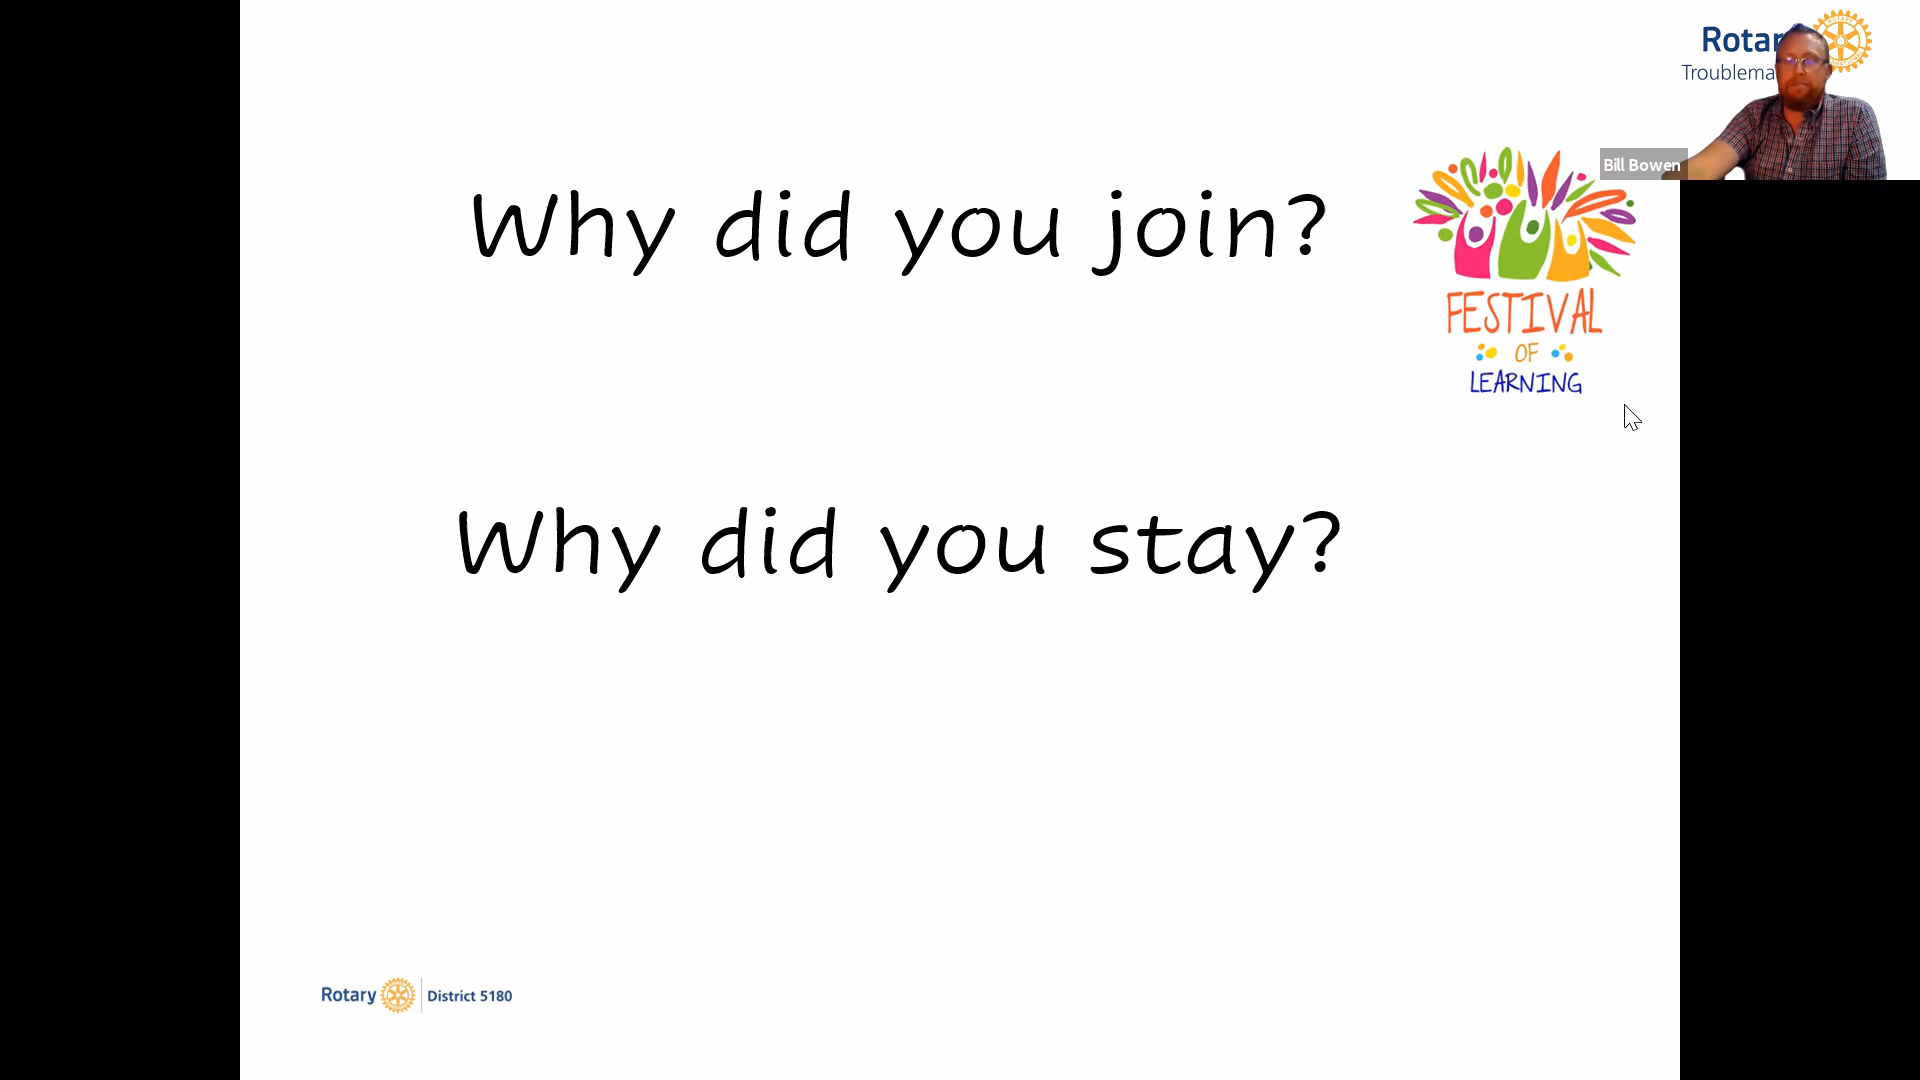 Rotar
Troublema
Bill Bowen
Why did you join?
FESTIVAL
OF
LEARNING
Why did you stay?
Rotary
District 5180